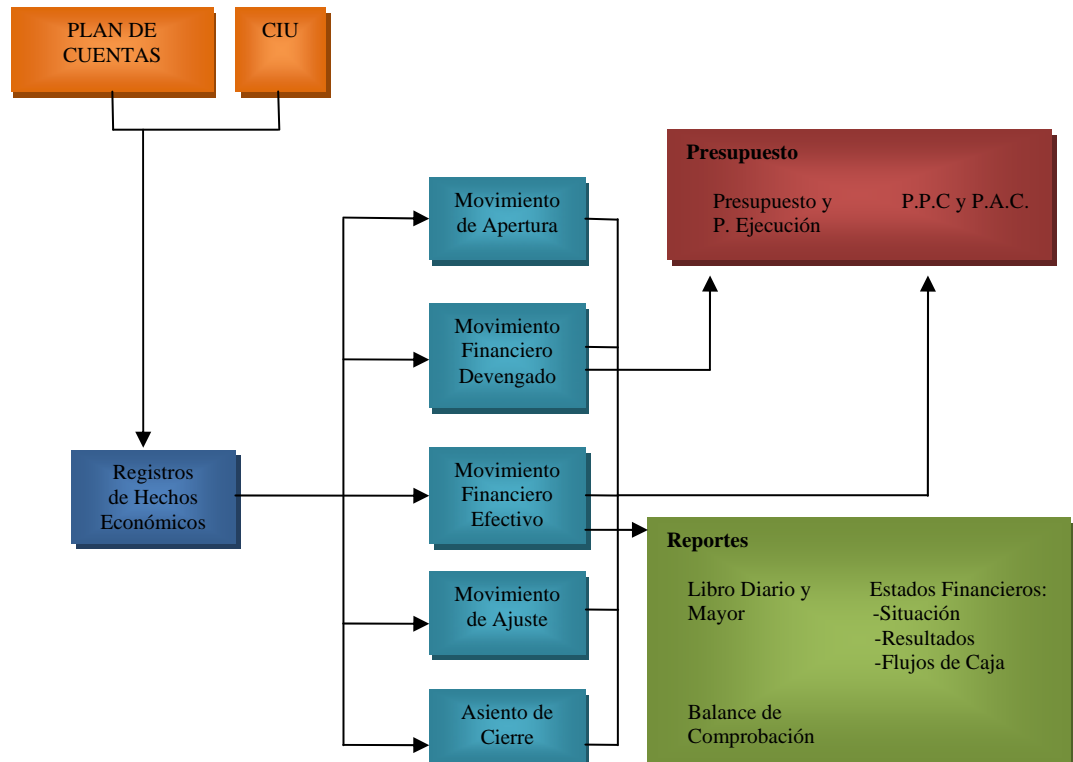 PLAN DE
CUENTAS
CIU
Presupuesto
Presupuesto y
P. Ejecución
P.P.C y P.A.C.
Movimiento
de Apertura
Movimiento
Financiero
Devengado
Registros
de Hechos
Económicos
Movimiento
Financiero
Efectivo
Movimiento
de Ajuste
Asiento de
Cierre
Reportes
Libro Diario y
Mayor
Estados Financieros:
-Situación
-Resultados
-Flujos de Caja
Balance de
Comprobación